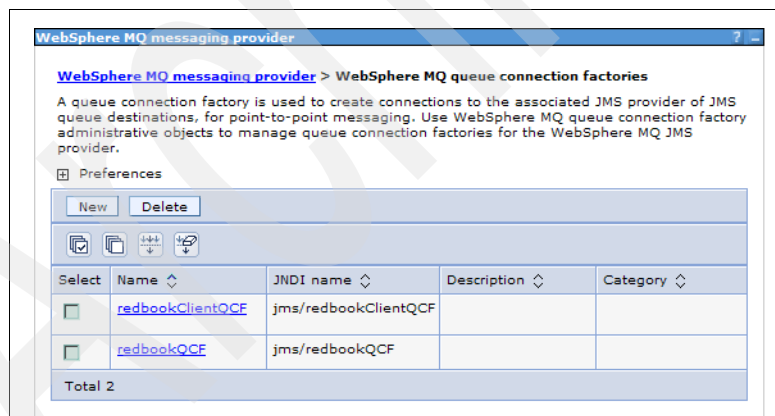 WebSphere MQ messaging provider ? _
WebSphere MQ messaging provider > WebSphere MQ queue connection factories
A queue connection factory is used to create connections to the associated JMS provider of JMS
queue destinations, for point-to-point messaging. Use WebSphere MQ queue connection factory
administrative objects to manage queue connection factories for the WebSphere MQ JMS
provider.
Preferences
New Delete
Select Name JNDI name Description Category
redbookClientQCF jms/redbookClientQCF
redbookQCF jms/redbookQCF
Total 2